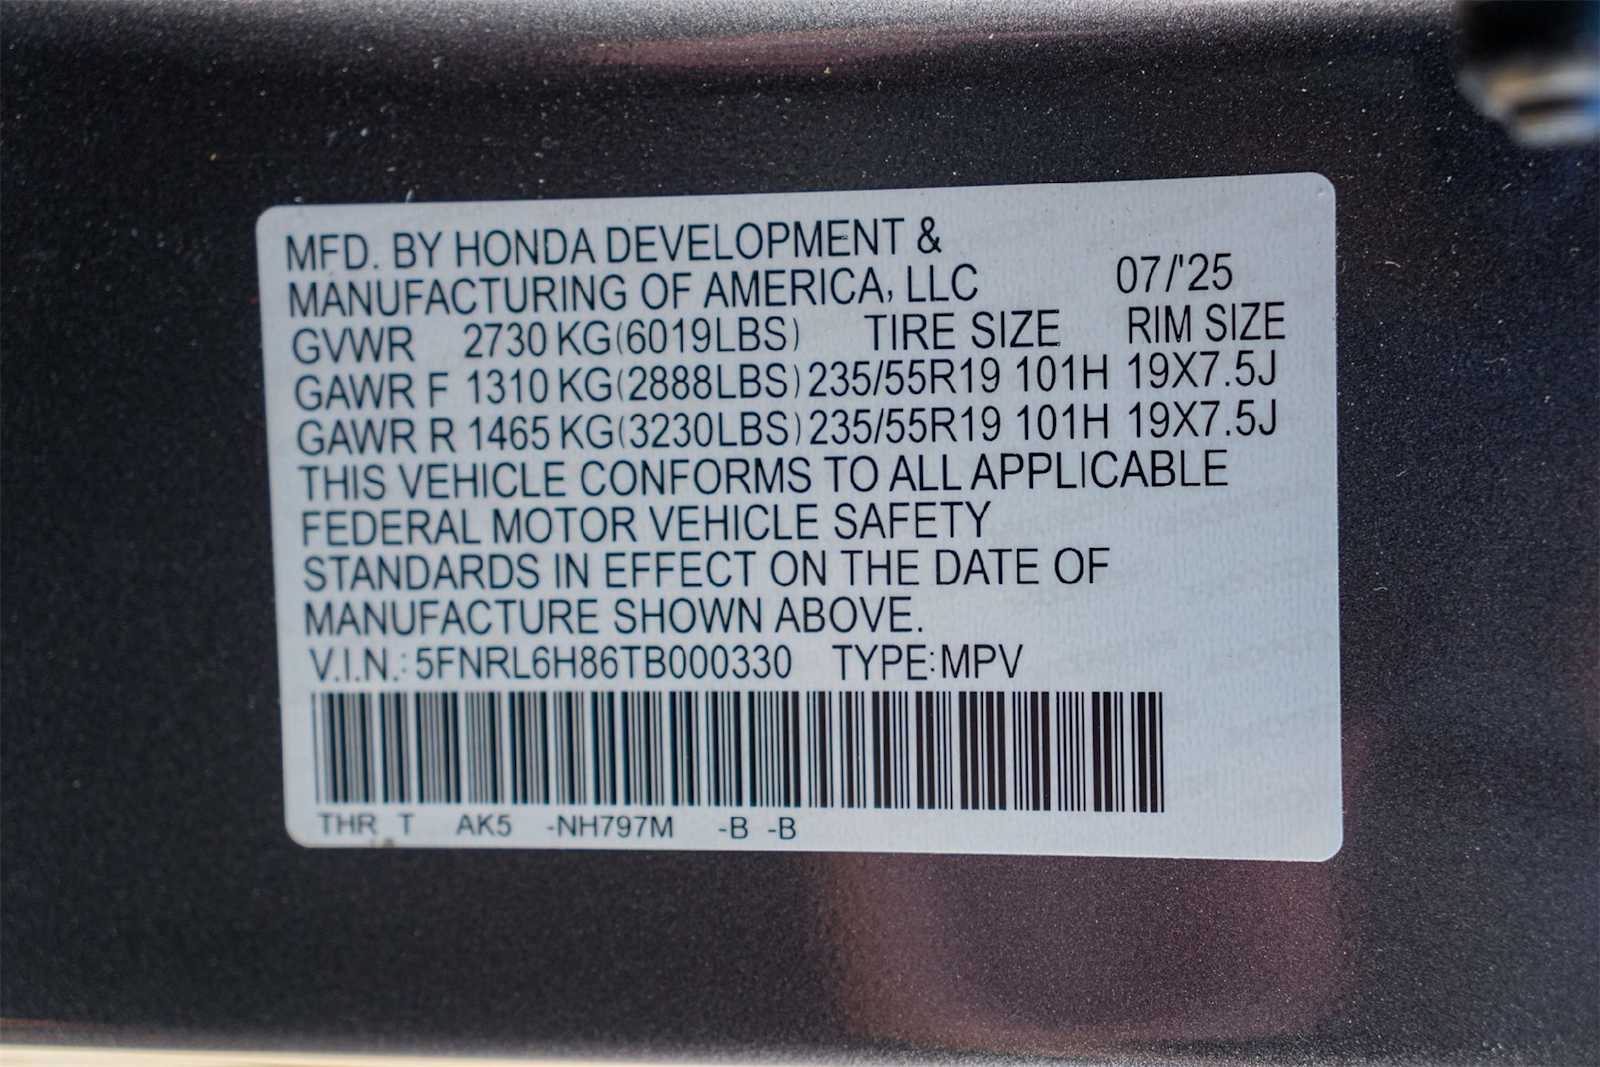 MFD. BY HONDA DEVELOPMENT &
MANUFACTURING OF AMERICA, LLC 07/'25
GVWR 2730 KG(6019LBS) TIRE SIZE RIM SIZE
GAWR F 1310 KG(2888LBS) 235/55R19 101H 19X7.5J
GAWR R 1465 KG(3230LBS) 235/55R19 101H 19X7.5J
THIS VEHICLE CONFORMS TO ALL APPLICABLE
FEDERAL MOTOR VEHICLE SAFETY
STANDARDS IN EFFECT ON THE DATE OF
MANUFACTURE SHOWN ABOVE.
V.I.N.: 5FNRL6H86TB000330 TYPE:MPV
THR T AK5 -NH797M -B -B